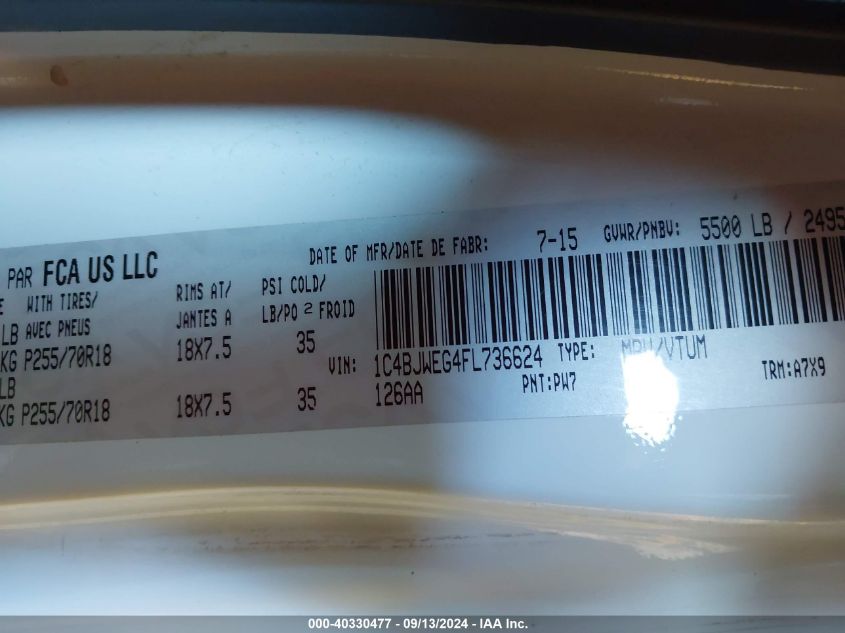 DATE OF MFR/DATE DE FABR: 7-15 GVWR/PNBV: 5500 LB / 2495
PAR FCA US LLC
WITH TIRES/ RIMS AT/ PSI COLD/
LB AVEC PNEUS JANTES A LB/PO 2 FROID
KG P255/70R18 18X7.5 35
VIN: 1C4BJWEG4FL736624 TYPE: MPV/VTUM
LB 126AA PNT:PW7 TRM:A7X9
KG P255/70R18 18X7.5 35
000-40330477 - 09/13/2024 - IAA Inc.